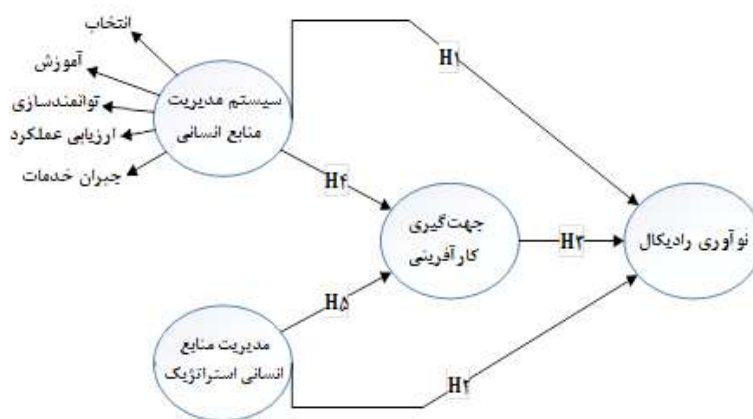 انتخاب
آموزش
توانمندسازی
ارزیابی عملکرد
جبران خدمات
سیستم مدیریت
منابع انسانی
H۱
H۴
جهت‌گیری
کارآفرینی
H۳
نوآوری رادیکال
H۵
مدیریت منابع
انسانی استراتژیک
H۲